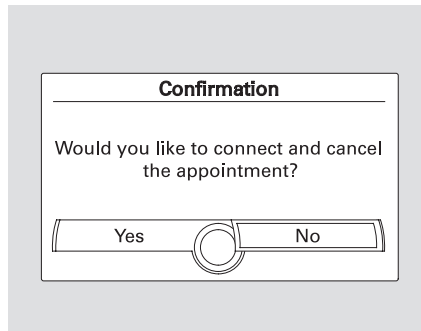 Confirmation
Would you like to connect and cancel
the appointment?
Yes
No